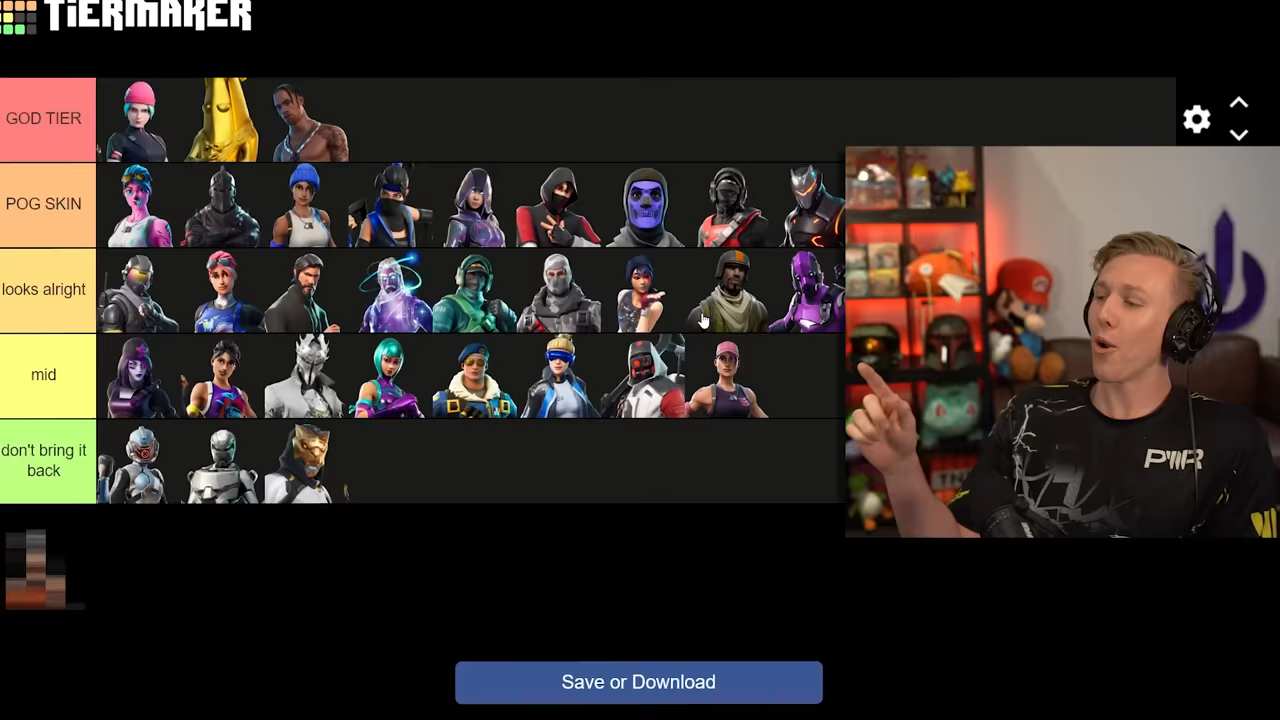 TiERMAKER
GOD TIER
POG SKIN
looks alright
mid
don't bring it
back
PWR
Save or Download